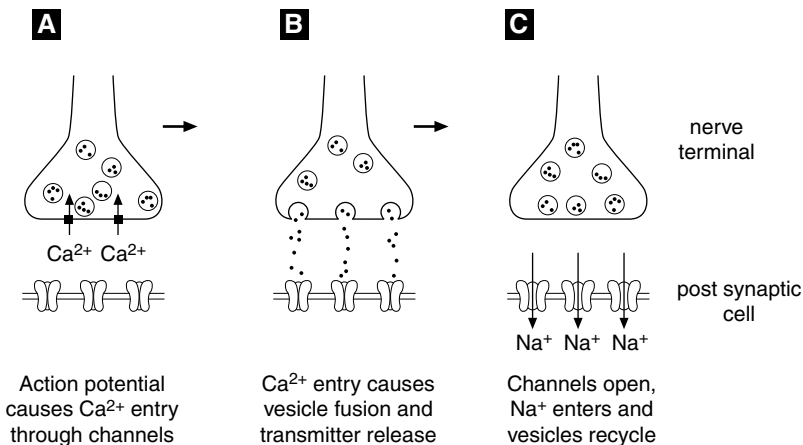 A
B
C
nerve
terminal
Ca²⁺ Ca²⁺
post synaptic
cell
Na⁺ Na⁺ Na⁺
Action potential
causes Ca²⁺ entry
through channels
Ca²⁺ entry causes
vesicle fusion and
transmitter release
Channels open,
Na⁺ enters and
vesicles recycle